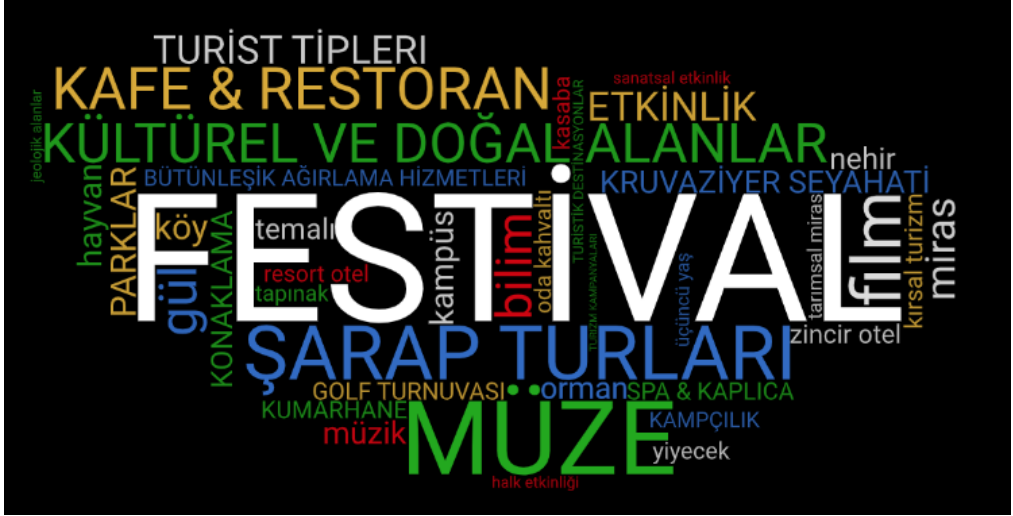 TURİST TİPLERI
KAFE & RESTORAN
kasaba
sanatsal etkinlik
ETKİNLİK
jeolojik alanlar
KÜLTÜREL VE DOĞAL ALANLAR
TURİSTİK DESTİNASYONLAR
nehir
hayvan
PARKLAR
BÜTÜNLEŞİK AĞIRLAMA HİZMETLERİ
KRUVAZİYER SEYAHATİ
FESTİVAL
köy
gül
KONAKLAMA
temalı
resort otel
tapınak
kampüs
bilim
oda kahvaltı
TURİZM KAMPANYALARI
üçüncü yaş
tarımsal miras
film
kırsal turizm
miras
zincir otel
ŞARAP TURLARI
GOLF TURNUVASI
orman
SPA & KAPLICA
KUMARHANE
MÜZE
KAMPÇILIK
müzik
yiyecek
halk etkinliği